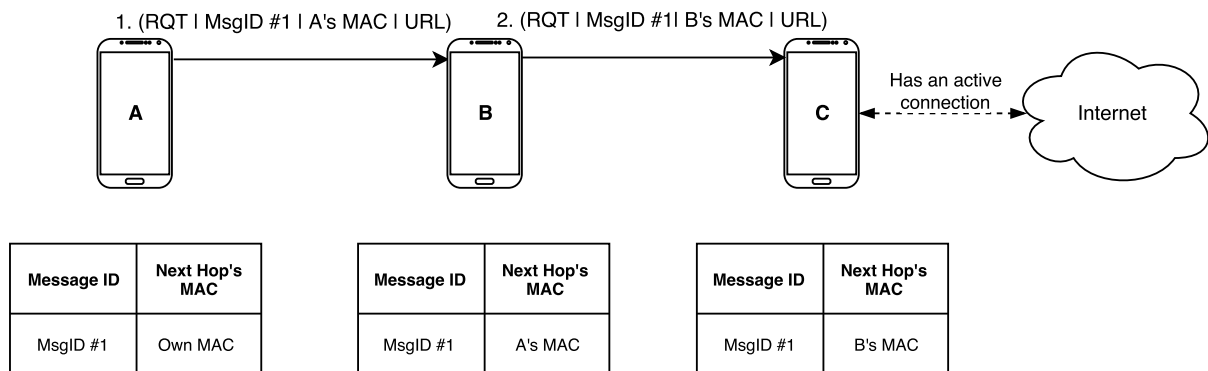 1. (RQT | MsgID #1 | A's MAC | URL)
2. (RQT | MsgID #1| B's MAC | URL)
A
B
C
Has an active
connection
Internet
Message ID
Next Hop's
MAC
MsgID #1
Own MAC
Message ID
Next Hop's
MAC
MsgID #1
A's MAC
Message ID
Next Hop's
MAC
MsgID #1
B's MAC